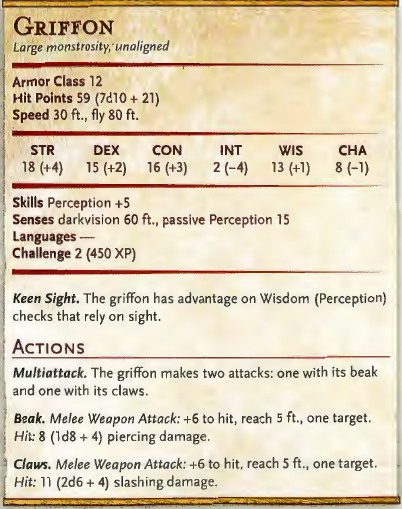 GRIFFON
Large monstrosity, unaligned
Armor Class 12
Hit Points 59 (7d10 + 21)
Speed 30 ft., fly 80 ft.
STR DEX CON INT WIS CHA
18 (+4) 15 (+2) 16 (+3) 2 (−4) 13 (+1) 8 (−1)
Skills Perception +5
Senses darkvision 60 ft., passive Perception 15
Languages —
Challenge 2 (450 XP)
Keen Sight. The griffon has advantage on Wisdom (Perception)
checks that rely on sight.
ACTIONS
Multiattack. The griffon makes two attacks: one with its beak
and one with its claws.
Beak. Melee Weapon Attack: +6 to hit, reach 5 ft., one target.
Hit: 8 (1d8 + 4) piercing damage.
Claws. Melee Weapon Attack: +6 to hit, reach 5 ft., one target.
Hit: 11 (2d6 + 4) slashing damage.